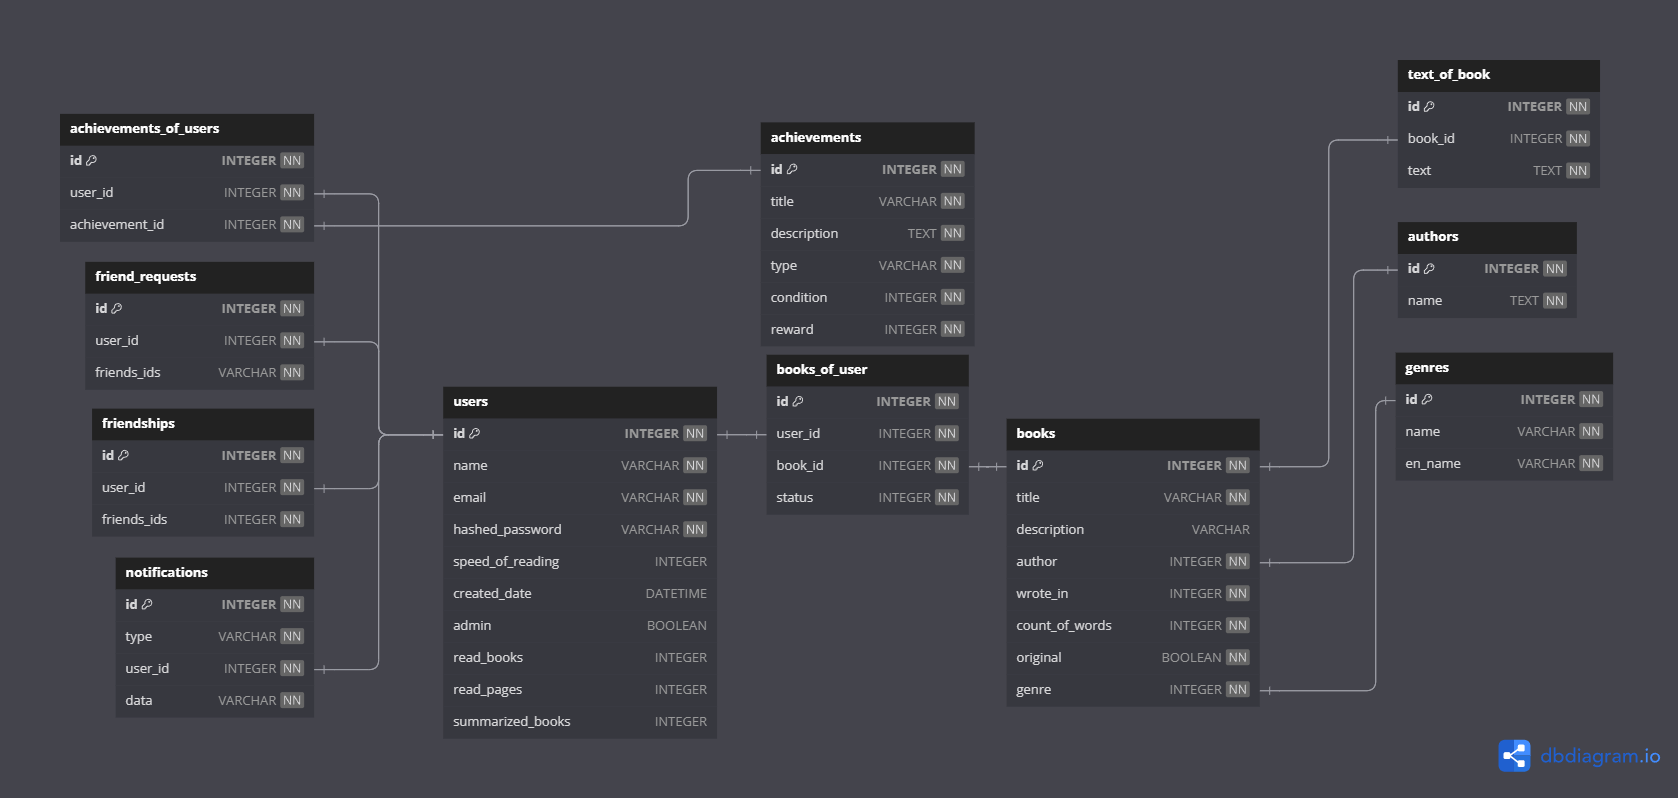 achievements_of_users
id INTEGER NN
user_id INTEGER NN
achievement_id INTEGER NN
friend_requests
id INTEGER NN
user_id INTEGER NN
friends_ids VARCHAR NN
friendships
id INTEGER NN
user_id INTEGER NN
friends_ids INTEGER NN
notifications
id INTEGER NN
type VARCHAR NN
user_id INTEGER NN
data VARCHAR NN
users
id INTEGER NN
name VARCHAR NN
email VARCHAR NN
hashed_password VARCHAR NN
speed_of_reading INTEGER
created_date DATETIME
admin BOOLEAN
read_books INTEGER
read_pages INTEGER
summarized_books INTEGER
achievements
id INTEGER NN
title VARCHAR NN
description TEXT NN
type VARCHAR NN
condition INTEGER NN
reward INTEGER NN
books_of_user
id INTEGER NN
user_id INTEGER NN
book_id INTEGER NN
status INTEGER NN
books
id INTEGER NN
title VARCHAR NN
description VARCHAR
author INTEGER NN
wrote_in INTEGER NN
count_of_words INTEGER NN
original BOOLEAN NN
genre INTEGER NN
text_of_book
id INTEGER NN
book_id INTEGER NN
text TEXT NN
authors
id INTEGER NN
name TEXT NN
genres
id INTEGER NN
name VARCHAR NN
en_name VARCHAR NN
dbdiagram.io